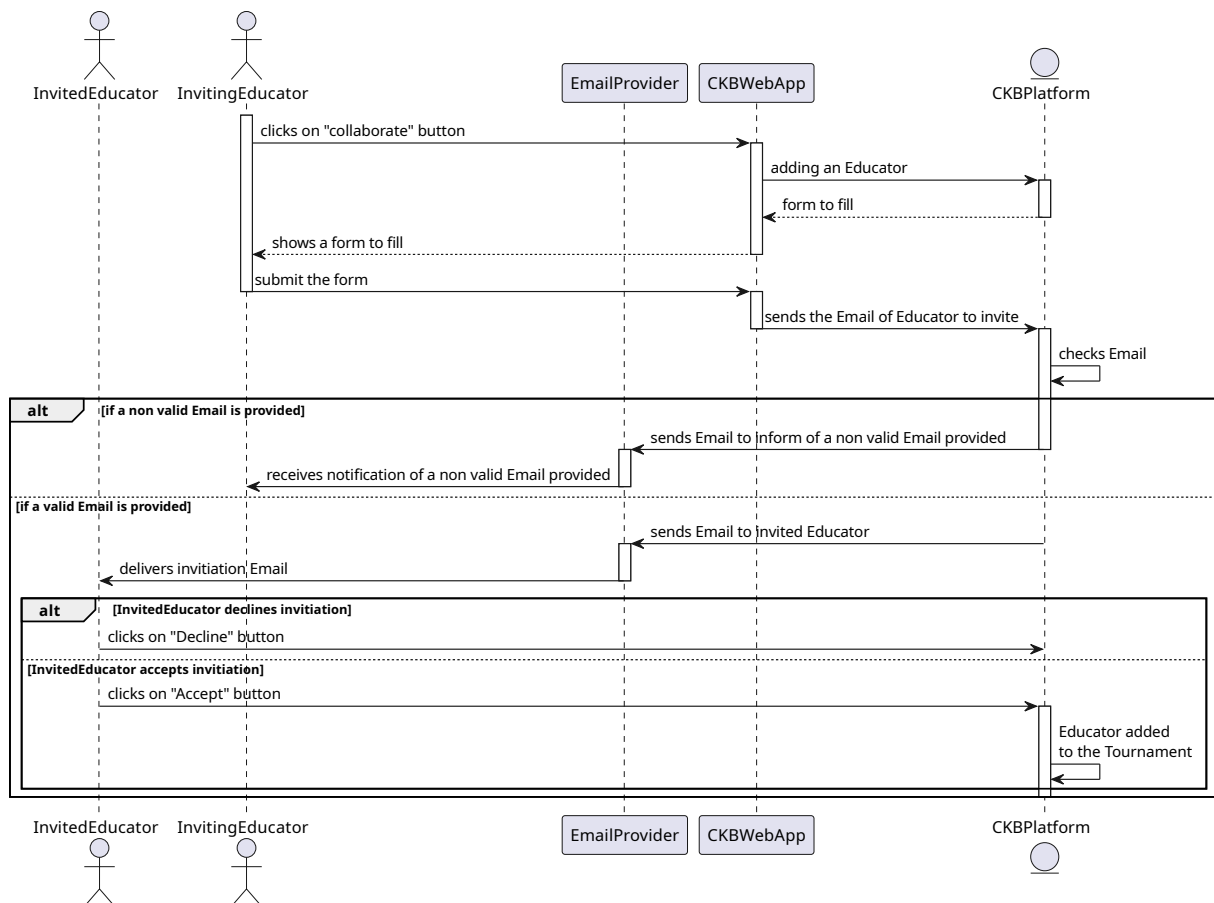 InvitedEducator
InvitingEducator
EmailProvider
CKBWebApp
CKBPlatform
clicks on "collaborate" button
adding an Educator
form to fill
shows a form to fill
submit the form
sends the Email of Educator to invite
checks Email
alt
[if a non valid Email is provided]
sends Email to inform of a non valid Email provided
receives notification of a non valid Email provided
[if a valid Email is provided]
sends Email to invited Educator
delivers invitiation Email
alt
[InvitedEducator declines invitiation]
clicks on "Decline" button
[InvitedEducator accepts invitiation]
clicks on "Accept" button
Educator added
to the Tournament
InvitedEducator
InvitingEducator
EmailProvider
CKBWebApp
CKBPlatform